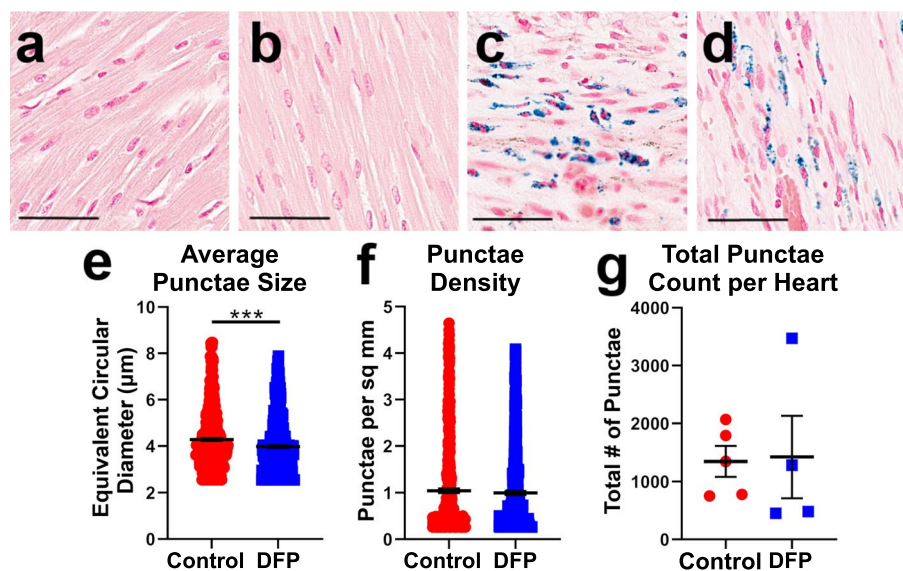 a
b
c
d
e
Average
Punctae Size
Equivalent Circular
Diameter (μm)
10
8
6
4
2
0
***
Control
DFP
f
Punctae
Density
Punctae per sq mm
5
4
3
2
1
0
Control
DFP
g
Total Punctae
Count per Heart
Total # of Punctae
4000
3000
2000
1000
0
Control
DFP